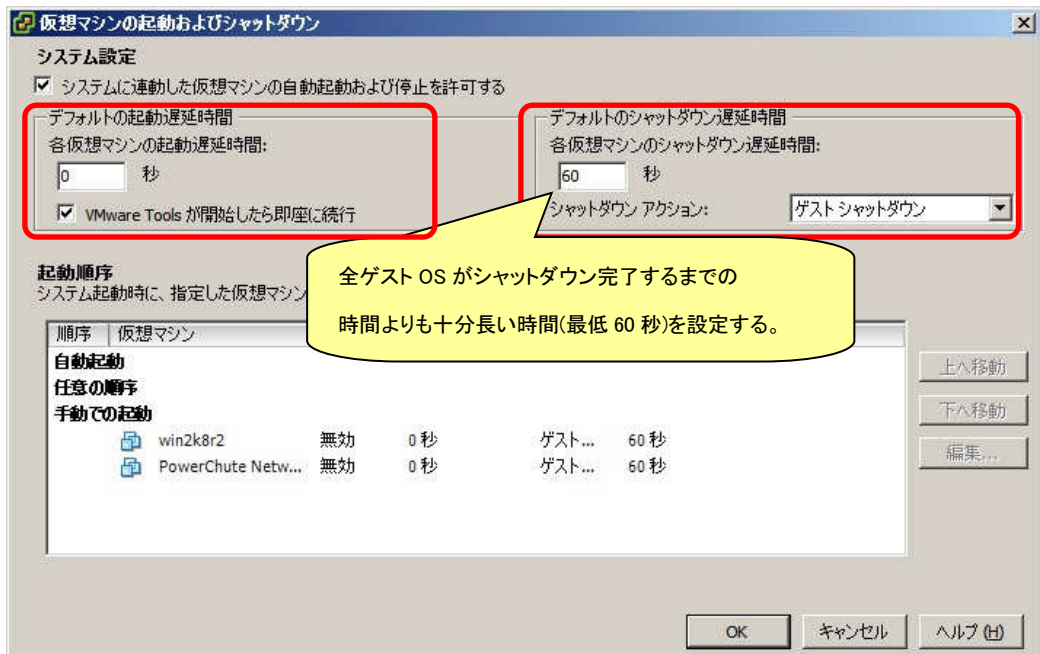 仮想マシンの起動およびシャットダウン
システム設定
システムに連動した仮想マシンの自動起動および停止を許可する
デフォルトの起動遅延時間
各仮想マシンの起動遅延時間:
0 秒
VMware Tools が開始したら即座に続行
デフォルトのシャットダウン遅延時間
各仮想マシンのシャットダウン遅延時間:
60 秒
シャットダウン アクション: ゲスト シャットダウン
全ゲスト OS がシャットダウン完了するまでの
時間よりも十分長い時間(最低 60 秒)を設定する。
起動順序
システム起動時に、指定した仮想マシン
順序 仮想マシン
自動起動
任意の順序
手動での起動
win2k8r2 無効 0 秒 ゲスト... 60 秒
PowerChute Netw... 無効 0 秒 ゲスト... 60 秒
上へ移動
下へ移動
編集...
OK キャンセル ヘルプ (H)